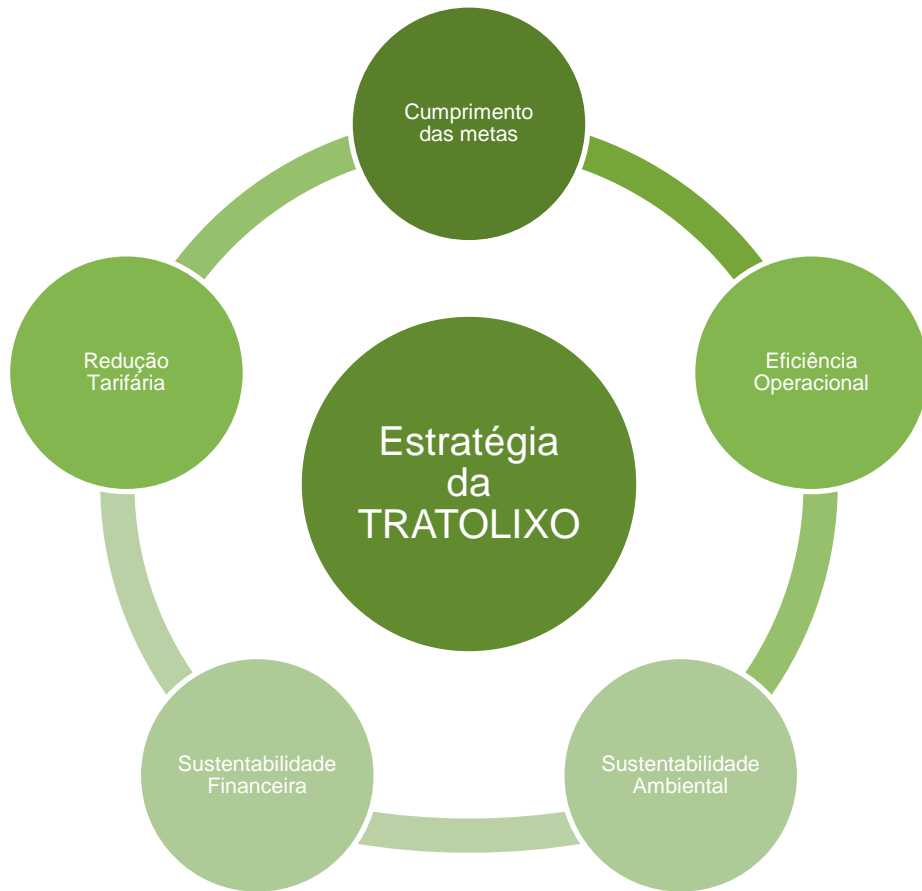 Cumprimento
das metas
Redução
Tarifária
Eficiência
Operacional
Estratégia
da
TRATOLIXO
Sustentabilidade
Financeira
Sustentabilidade
Ambiental